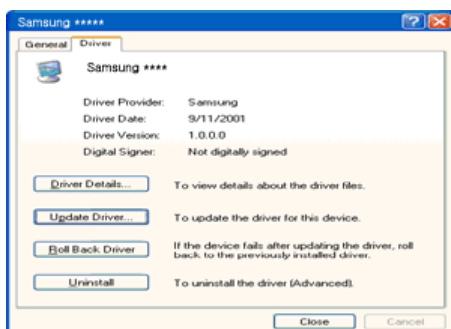 Samsung *****
General Driver
Samsung ****
Driver Provider: Samsung
Driver Date: 9/11/2001
Driver Version: 1.0.0.0
Digital Signer: Not digitally signed
Driver Details... To view details about the driver files.
Update Driver... To update the driver for this device.
Roll Back Driver If the device fails after updating the driver, roll
back to the previously installed driver.
Uninstall To uninstall the driver (Advanced).
Close Cancel